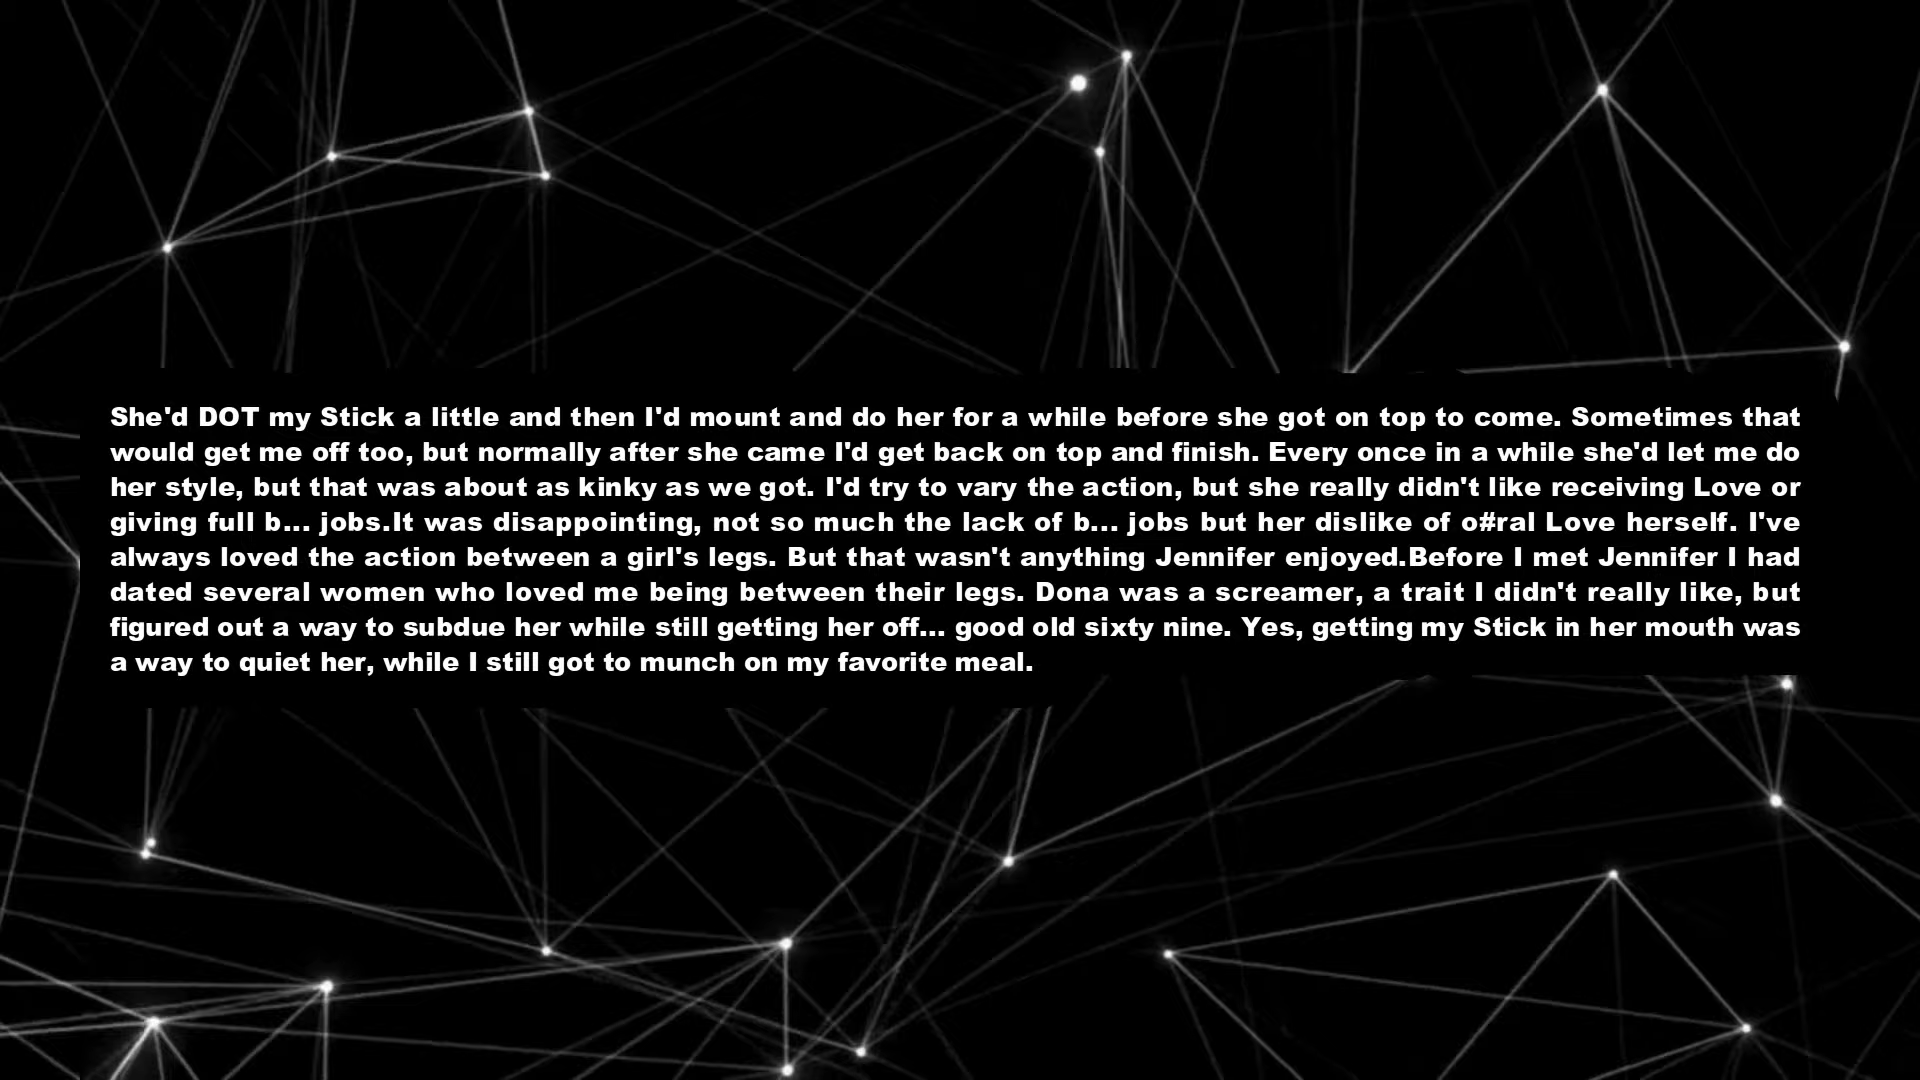 She'd DOT my Stick a little and then I'd mount and do her for a while before she got on top to come. Sometimes that
would get me off too, but normally after she came I'd get back on top and finish. Every once in a while she'd let me do
her style, but that was about as kinky as we got. I'd try to vary the action, but she really didn't like receiving Love or
giving full b... jobs.It was disappointing, not so much the lack of b... jobs but her dislike of o#ral Love herself. I've
always loved the action between a girl's legs. But that wasn't anything Jennifer enjoyed.Before I met Jennifer I had
dated several women who loved me being between their legs. Dona was a screamer, a trait I didn't really like, but
figured out a way to subdue her while still getting her off... good old sixty nine. Yes, getting my Stick in her mouth was
a way to quiet her, while I still got to munch on my favorite meal.